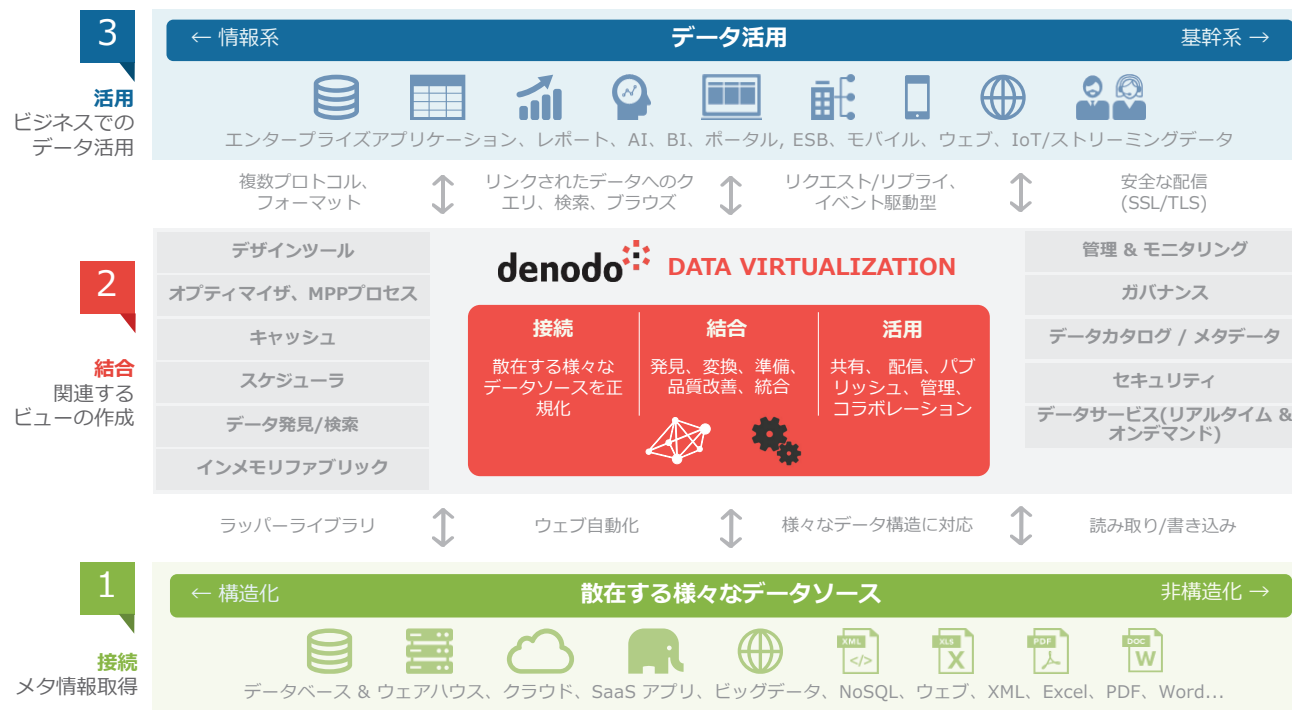 3
活用
ビジネスでの
データ活用
← 情報系
データ活用
基幹系 →
エンタープライズアプリケーション、レポート、AI、BI、ポータル, ESB、モバイル、ウェブ、IoT/ストリーミングデータ
複数プロトコル、
フォーマット
リンクされたデータへのク
エリ、検索、ブラウズ
リクエスト/リプライ、
イベント駆動型
安全な配信
(SSL/TLS)
2
結合
関連する
ビューの作成
デザインツール
オプティマイザ、MPPプロセス
キャッシュ
スケジューラ
データ発見/検索
インメモリファブリック
denodo DATA VIRTUALIZATION
接続
散在する様々な
データソースを正
規化
結合
発見、変換、準備、
品質改善、統合
活用
共有、 配信、パブ
リッシュ、管理、
コラボレーション
管理 & モニタリング
ガバナンス
データカタログ / メタデータ
セキュリティ
データサービス(リアルタイム &
オンデマンド)
ラッパーライブラリ
ウェブ自動化
様々なデータ構造に対応
読み取り/書き込み
1
接続
メタ情報取得
← 構造化
散在する様々なデータソース
非構造化 →
XML
</>
XLS
X
PDF
DOC
W
データベース & ウェアハウス、クラウド、SaaS アプリ、ビッグデータ、NoSQL、ウェブ、XML、Excel、PDF、Word...